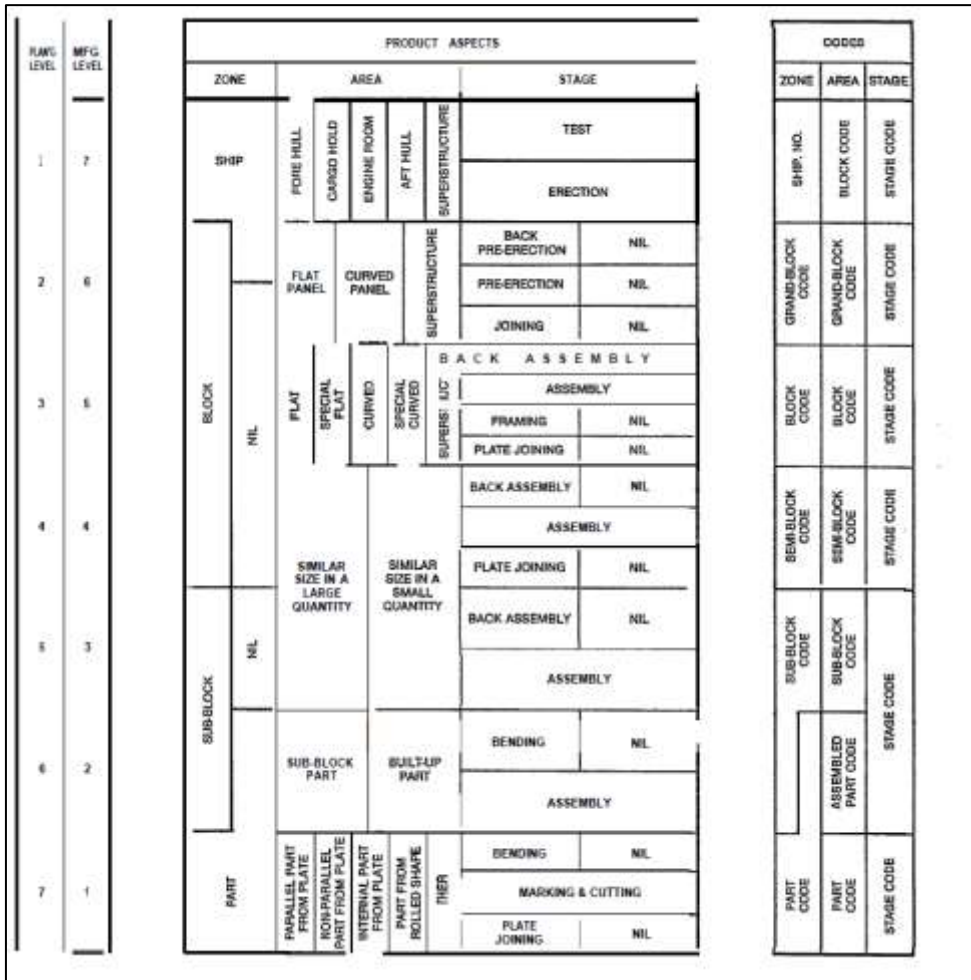 PRODUCT ASPECTS
CODES
LEVEL
MFG
LEVEL
ZONE
AREA
STAGE
ZONE
AREA
STAGE
1
7
SHIP
FORE HULL
CARGO HOLD
ENGINE ROOM
AFT HULL
SUPERSTRUCTURE
TEST
ERECTION
SHIP. NO.
BLOCK CODE
STAGE CODE
2
6
FLAT
PANEL
CURVED
PANEL
SUPERSTRUCTURE
BACK
PRE-ERECTION
NIL
PRE-ERECTION
NIL
JOINING
NIL
GRAND-BLOCK
CODE
GRAND-BLOCK
CODE
STAGE CODE
3
5
BLOCK
NIL
FLAT
SPECIAL
FLAT
CURVED
SPECIAL
CURVED
BACK ASSEMBLY
ASSEMBLY
FRAMING
NIL
PLATE JOINING
NIL
BLOCK
CODE
BLOCK
CODE
STAGE CODE
4
4
SIMILAR
SIZE IN A
LARGE
QUANTITY
SIMILAR
SIZE IN A
SMALL
QUANTITY
BACK ASSEMBLY
NIL
ASSEMBLY
PLATE JOINING
NIL
SEMI-BLOCK
CODE
SEMI-BLOCK
CODE
STAGE CODE
5
3
SUB-BLOCK
NIL
BACK ASSEMBLY
NIL
ASSEMBLY
SUB-BLOCK
CODE
SUB-BLOCK
CODE
STAGE CODE
6
2
SUB-BLOCK
PART
BUILT-UP
PART
BENDING
NIL
ASSEMBLY
ASSEMBLED
PART CODE
7
1
PART
PARALLEL PART
FROM PLATE
NON-PARALLEL
PART FROM PLATE
INTERNAL PART
FROM PLATE
PART FROM
ROLLED SHAPE
THER
BENDING
NIL
MARKING & CUTTING
PLATE
JOINING
NIL
PART
CODE
PART
CODE
STAGE CODE